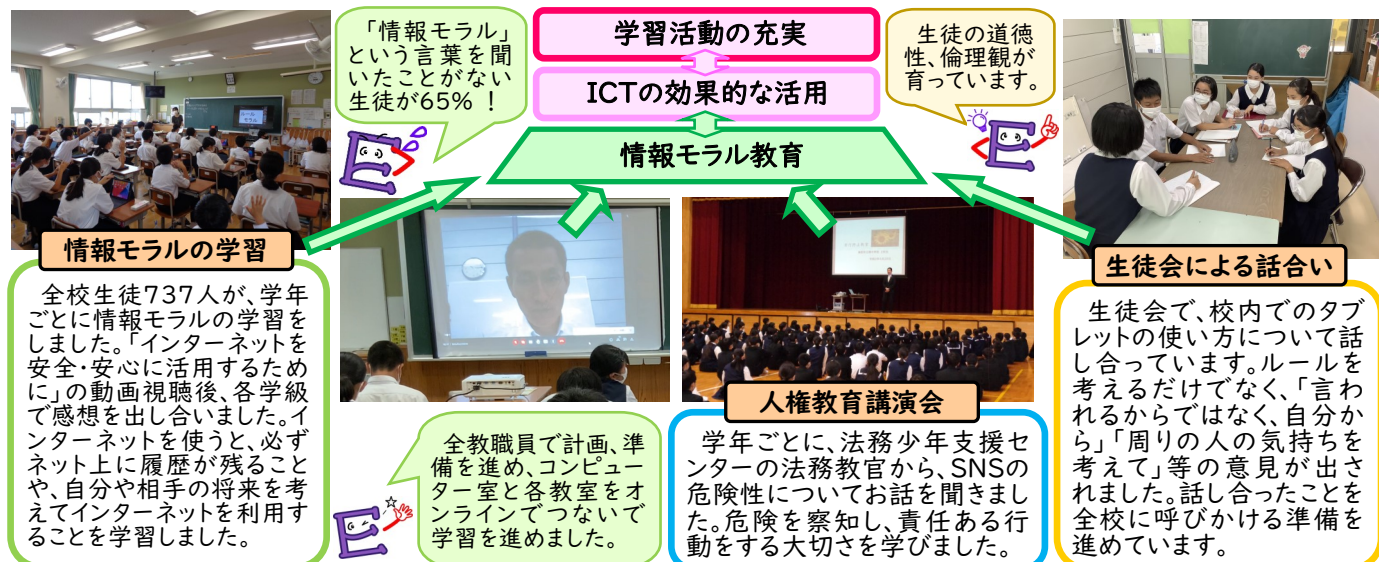 「情報モラル」
という言葉を聞
いたことがない
生徒が65%！
学習活動の充実
ICTの効果的な活用
情報モラル教育
生徒の道徳
性、倫理観が
育っています。
情報モラルの学習
全校生徒737人が、学年
ごとに情報モラルの学習を
しました。「インターネットを
安全・安心に活用するため
に」の動画視聴後、各学級
で感想を出し合いました。イ
ンターネットを使うと、必ず
ネット上に履歴が残ること
や、自分や相手の将来を考
えてインターネットを利用す
ることを学習しました。
全教職員で計画、準
備を進め、コンピュー
ター室と各教室をオ
ンラインでつないで
学習を進めました。
人権教育講演会
学年ごとに、法務少年支援セ
ンターの法務教官から、SNSの
危険性についてお話を聞きまし
た。危険を察知し、責任ある行
動をする大切さを学びました。
生徒会による話合い
生徒会で、校内でのタブ
レットの使い方について話
し合っています。ルールを
考えるだけでなく、「言わ
れるからではなく、自分か
ら」「周りの人の気持ちを
考えて」等の意見が出さ
れました。話し合ったことを
全校に呼びかける準備を
進めています。